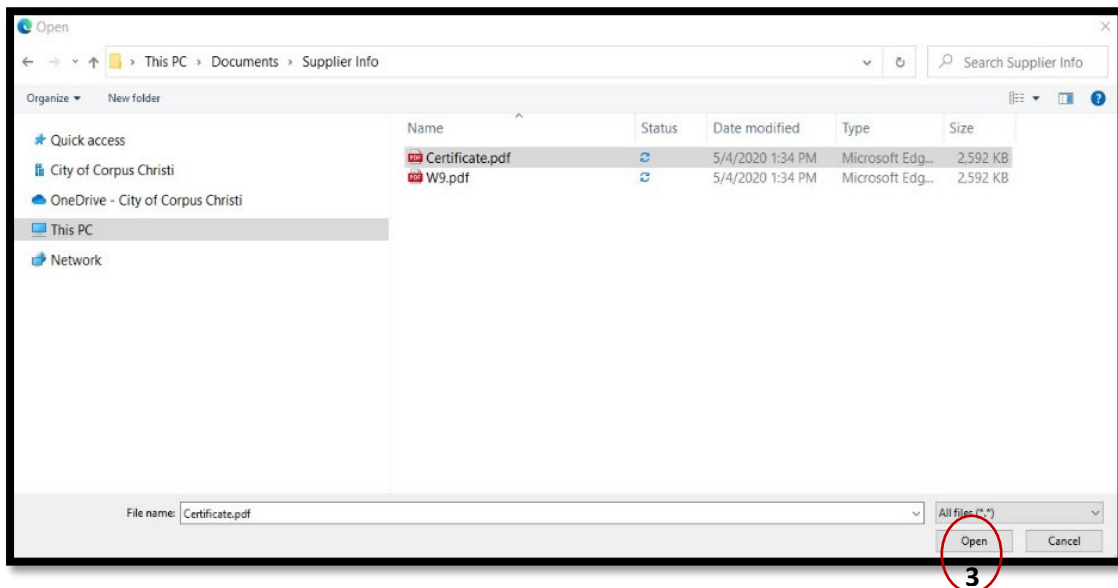 Open
This PC > Documents > Supplier Info
Search Supplier Info
Organize New folder
Name Status Date modified Type Size
Quick access
City of Corpus Christi
OneDrive - City of Corpus Christi
This PC
Network
Certificate.pdf 5/4/2020 1:34 PM Microsoft Edg... 2,592 KB
W9.pdf 5/4/2020 1:34 PM Microsoft Edg... 2,592 KB
File name: Certificate.pdf All files (*.*)
Open Cancel
3